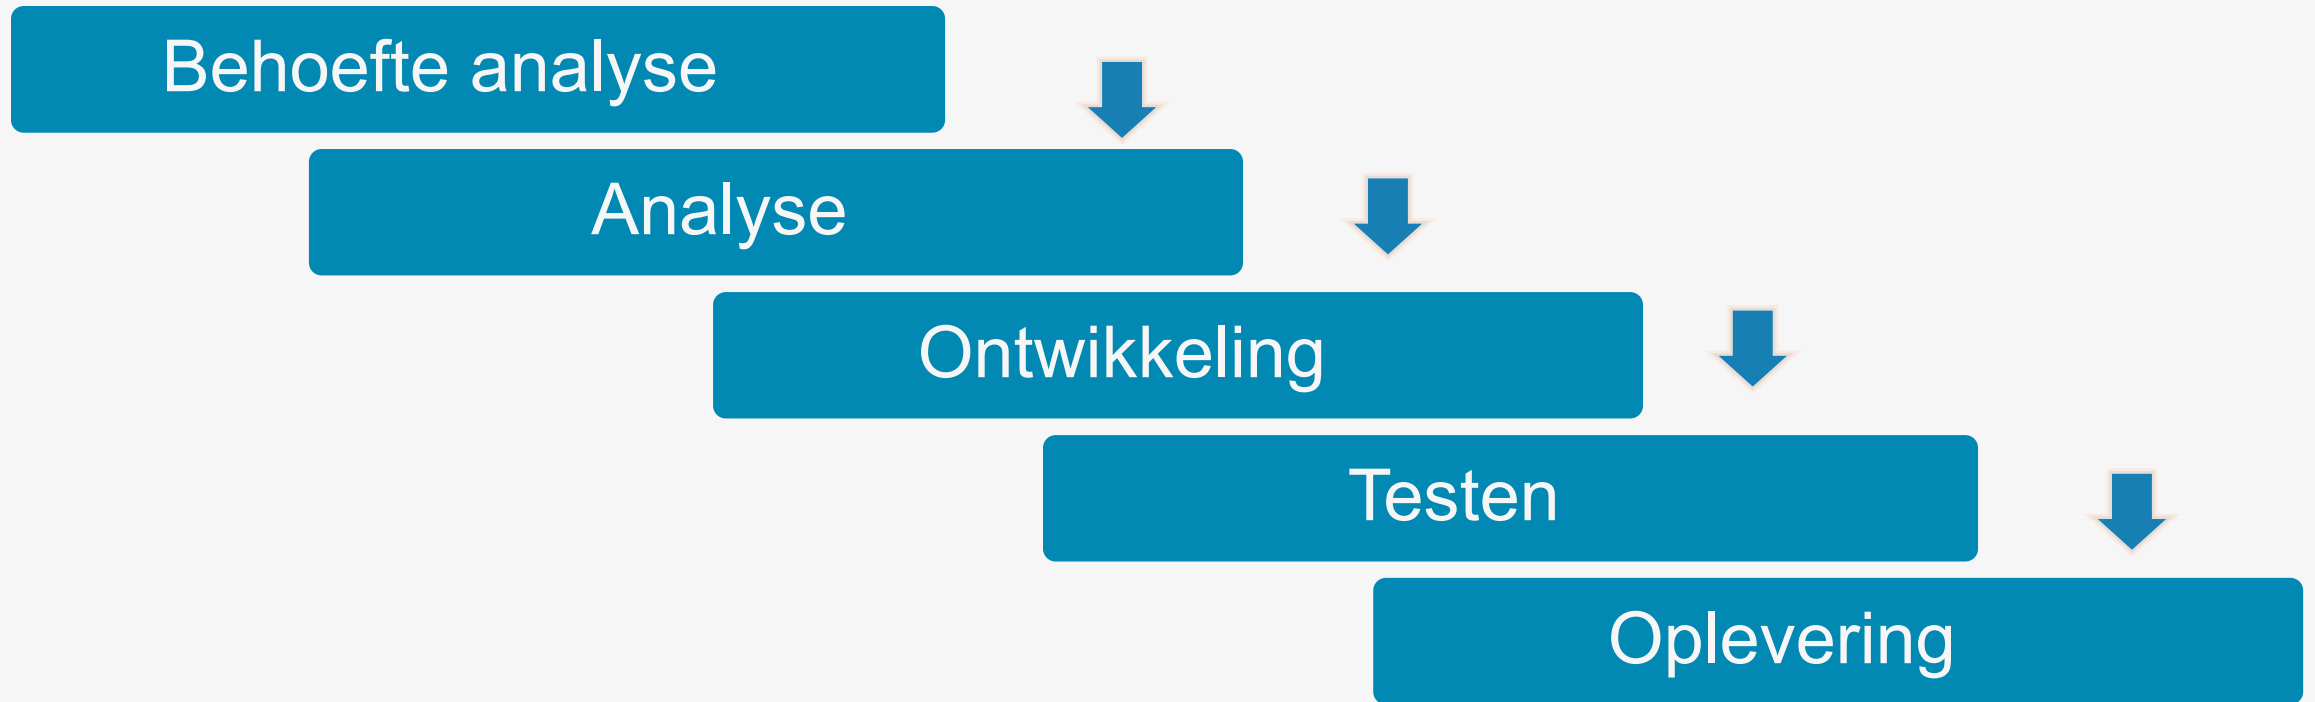 Behoefte analyse
Analyse
Ontwikkeling
Testen
Oplevering